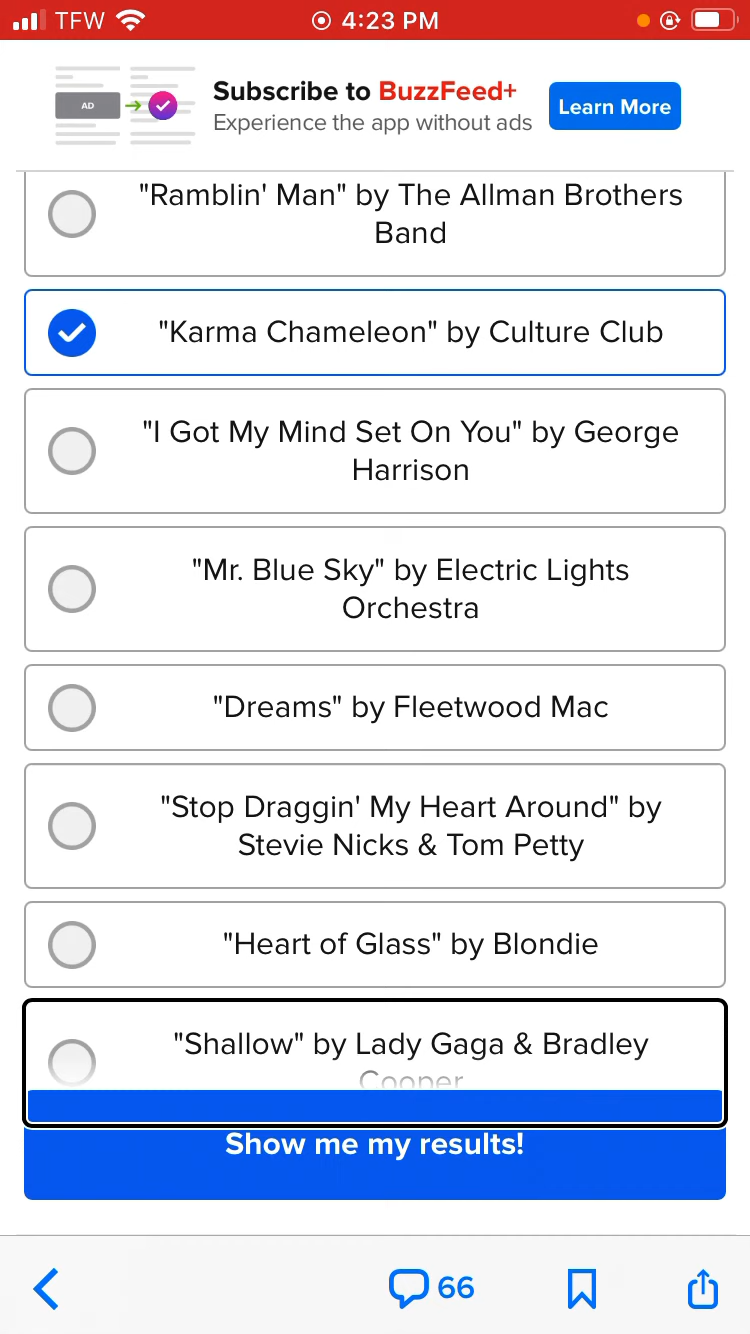 TFW 4:23 PM
Subscribe to BuzzFeed+
Experience the app without ads
AD
Learn More
"Ramblin' Man" by The Allman Brothers
Band
"Karma Chameleon" by Culture Club
"I Got My Mind Set On You" by George
Harrison
"Mr. Blue Sky" by Electric Lights
Orchestra
"Dreams" by Fleetwood Mac
"Stop Draggin' My Heart Around" by
Stevie Nicks & Tom Petty
"Heart of Glass" by Blondie
"Shallow" by Lady Gaga & Bradley
Cooper
Show me my results!
66